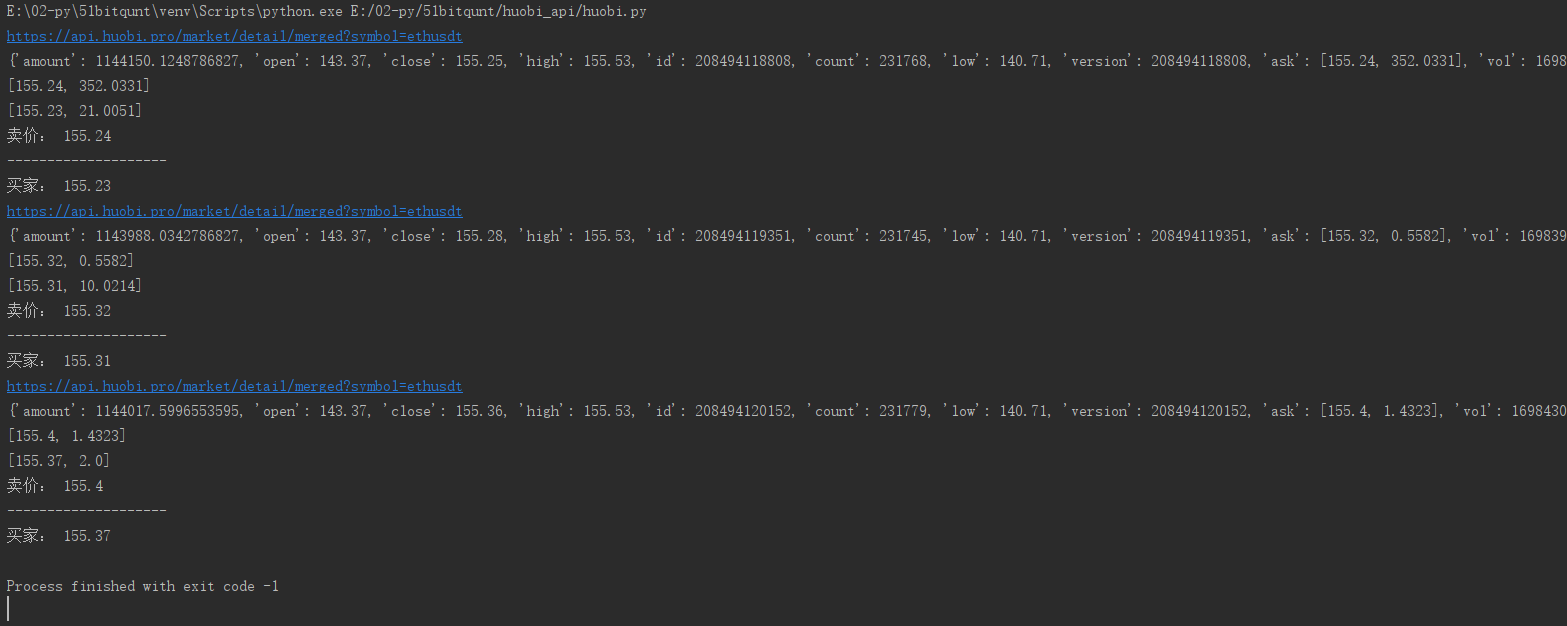 E:\02-py\51bitqunt\venv\Scripts\python.exe E:/02-py/51bitqunt/huobi_api/huobi.py
https://api.huobi.pro/market/detail/merged?symbol=ethusdt
{'amount': 1144150.1248786827, 'open': 143.37, 'close': 155.25, 'high': 155.53, 'id': 208494118808, 'count': 231768, 'low': 140.71, 'version': 208494118808, 'ask': [155.24, 352.0331], 'vol': 1698
[155.24, 352.0331]
[155.23, 21.0051]
卖价： 155.24
--------------------
买家： 155.23
https://api.huobi.pro/market/detail/merged?symbol=ethusdt
{'amount': 1143988.0342786827, 'open': 143.37, 'close': 155.28, 'high': 155.53, 'id': 208494119351, 'count': 231745, 'low': 140.71, 'version': 208494119351, 'ask': [155.32, 0.5582], 'vol': 169839
[155.32, 0.5582]
[155.31, 10.0214]
卖价： 155.32
--------------------
买家： 155.31
https://api.huobi.pro/market/detail/merged?symbol=ethusdt
{'amount': 1144017.5996553595, 'open': 143.37, 'close': 155.36, 'high': 155.53, 'id': 208494120152, 'count': 231779, 'low': 140.71, 'version': 208494120152, 'ask': [155.4, 1.4323], 'vol': 1698430
[155.4, 1.4323]
[155.37, 2.0]
卖价： 155.4
--------------------
买家： 155.37
Process finished with exit code -1